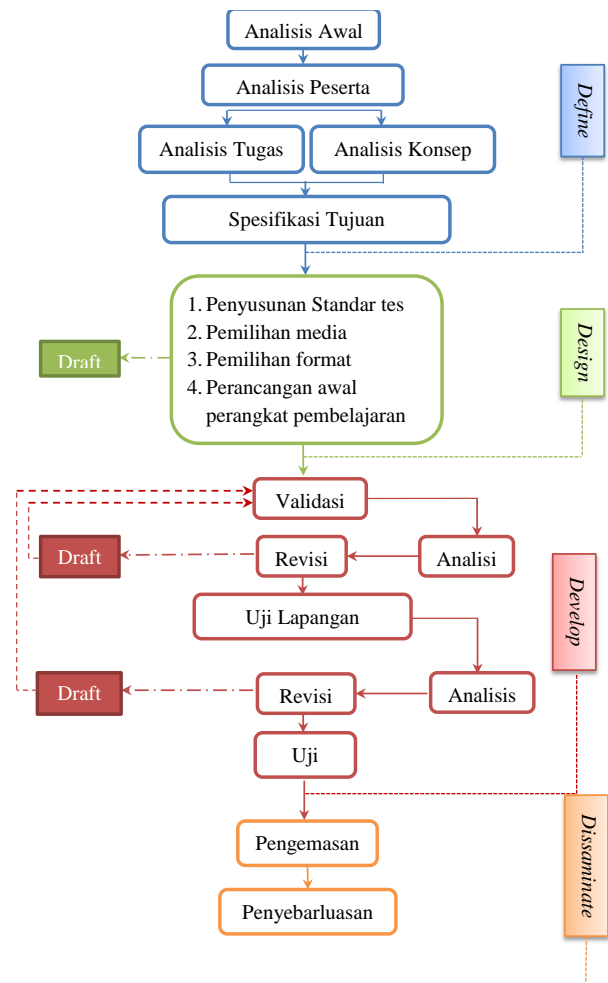 Analisis Awal
Analisis Peserta
Define
Analisis Tugas
Analisis Konsep
Spesifikasi Tujuan
1. Penyusunan Standar tes
2. Pemilihan media
3. Pemilihan format
4. Perancangan awal
perangkat pembelajaran
Draft
Design
Validasi
Draft
Revisi
Analisi
Develop
Uji Lapangan
Draft
Revisi
Analisis
Uji
Pengemasan
Dissaminate
Penyebarluasan